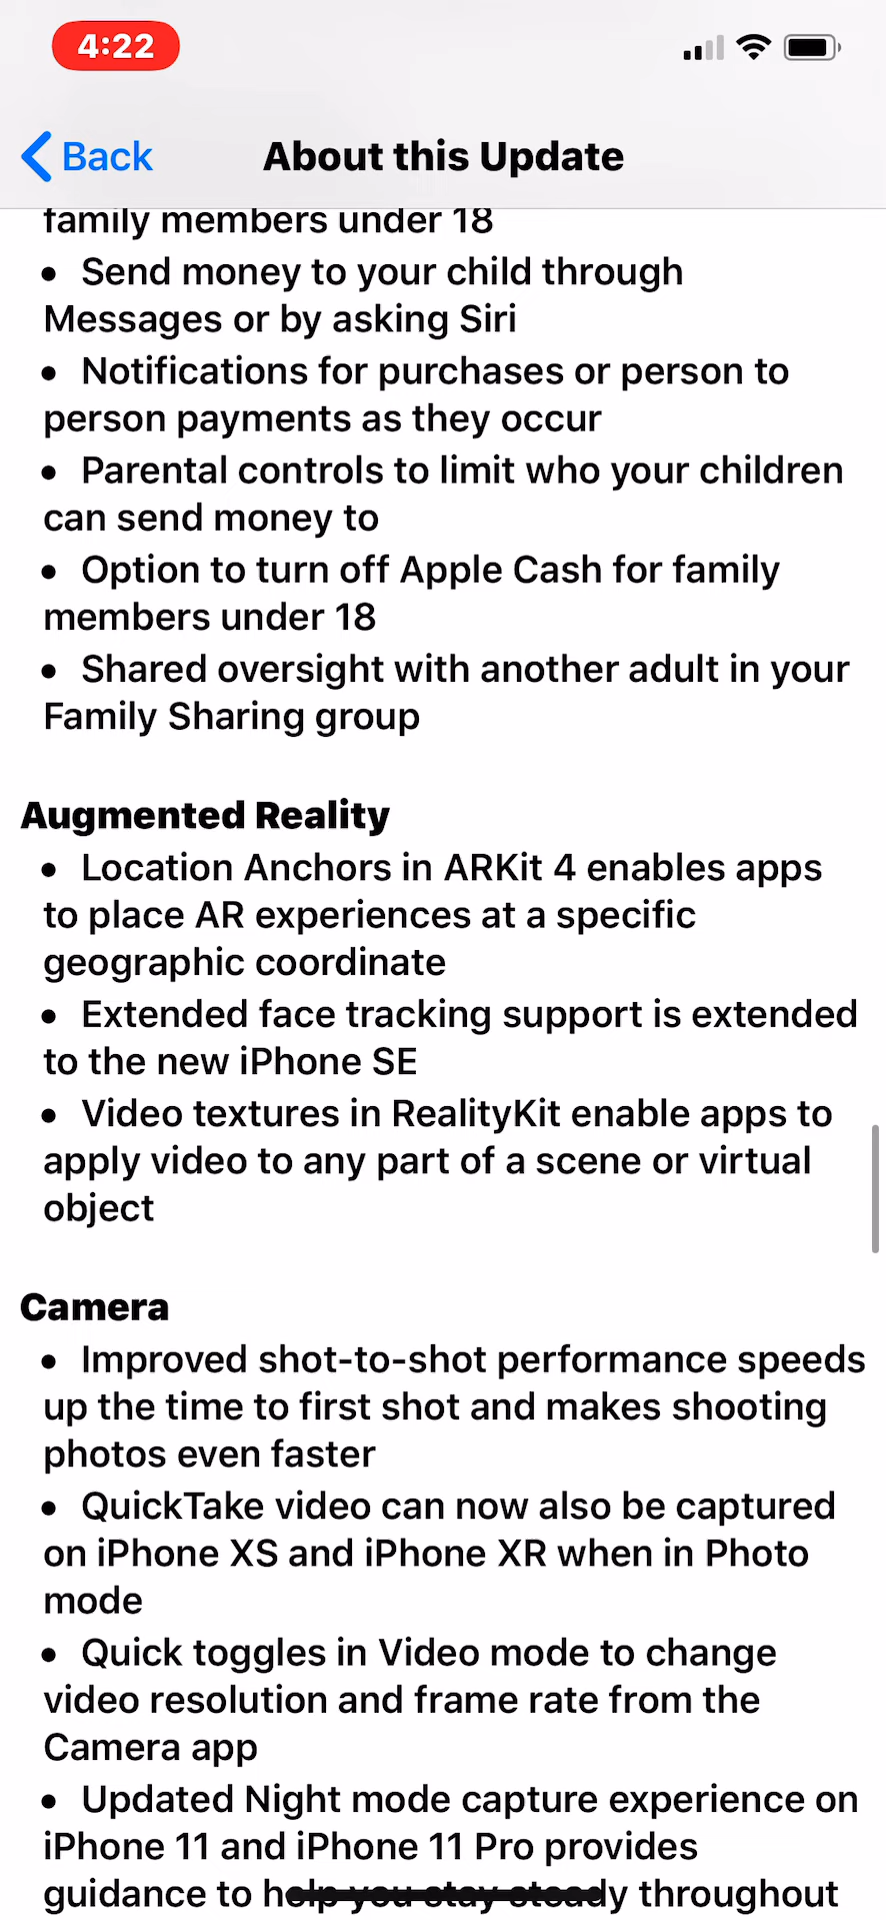 4:22
Back
About this Update
family members under 18
• Send money to your child through
Messages or by asking Siri
• Notifications for purchases or person to
person payments as they occur
• Parental controls to limit who your children
can send money to
• Option to turn off Apple Cash for family
members under 18
• Shared oversight with another adult in your
Family Sharing group
Augmented Reality
• Location Anchors in ARKit 4 enables apps
to place AR experiences at a specific
geographic coordinate
• Extended face tracking support is extended
to the new iPhone SE
• Video textures in RealityKit enable apps to
apply video to any part of a scene or virtual
object
Camera
• Improved shot-to-shot performance speeds
up the time to first shot and makes shooting
photos even faster
• QuickTake video can now also be captured
on iPhone XS and iPhone XR when in Photo
mode
• Quick toggles in Video mode to change
video resolution and frame rate from the
Camera app
• Updated Night mode capture experience on
iPhone 11 and iPhone 11 Pro provides
guidance to help you stay steady throughout